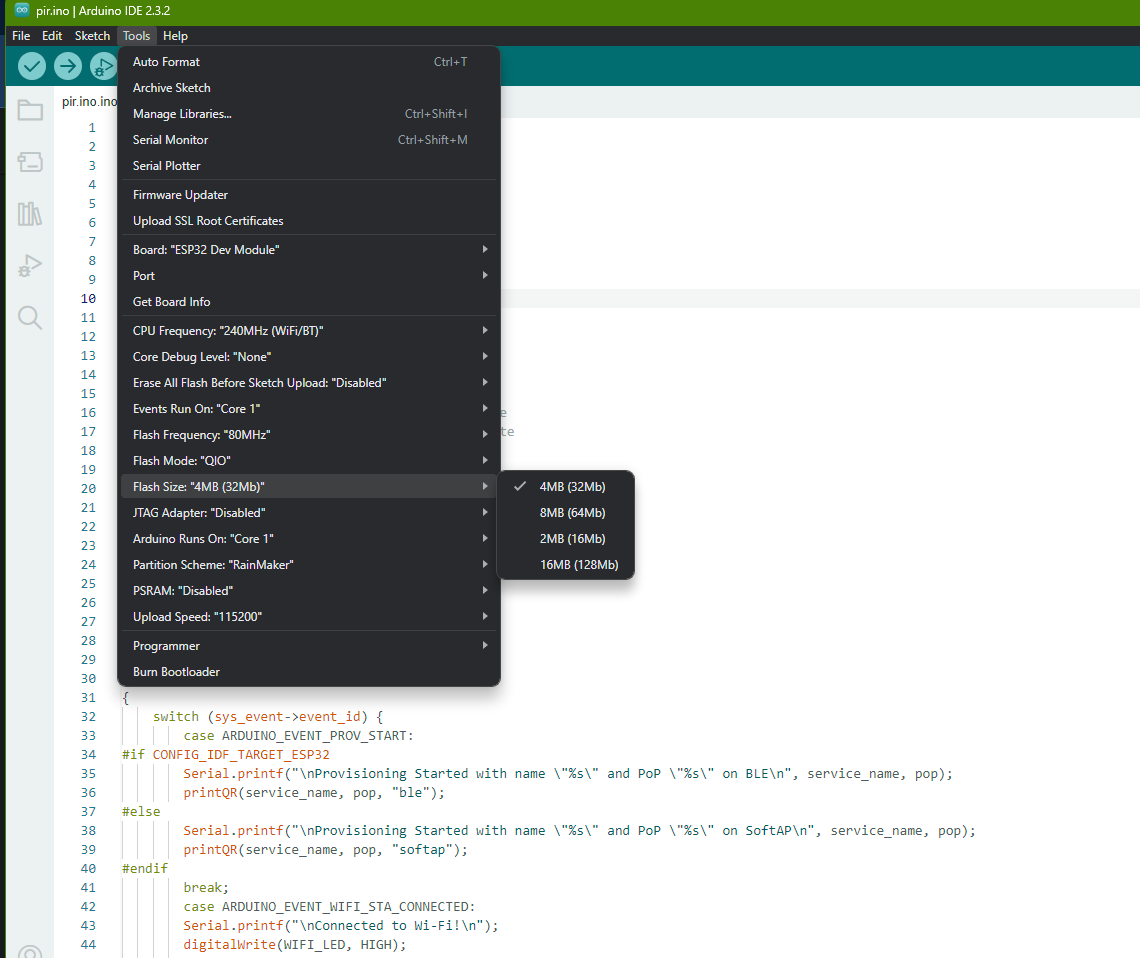 pir.ino | Arduino IDE 2.3.2
File Edit Sketch Tools Help
Auto Format Ctrl+T
Archive Sketch
Manage Libraries... Ctrl+Shift+I
Serial Monitor Ctrl+Shift+M
Serial Plotter
Firmware Updater
Upload SSL Root Certificates
Board: "ESP32 Dev Module"
Port
Get Board Info
CPU Frequency: "240MHz (WiFi/BT)"
Core Debug Level: "None"
Erase All Flash Before Sketch Upload: "Disabled"
Events Run On: "Core 1"
Flash Frequency: "80MHz"
Flash Mode: "QIO"
Flash Size: "4MB (32Mb)"
JTAG Adapter: "Disabled"
Arduino Runs On: "Core 1"
Partition Scheme: "RainMaker"
PSRAM: "Disabled"
Upload Speed: "115200"
Programmer
Burn Bootloader
4MB (32Mb)
8MB (64Mb)
2MB (16Mb)
16MB (128Mb)
pir.ino.ino
1
2
3
4
5
6
7
8
9
10
11
12
13
14
15
16 e
17 te
18
19
20
21
22
23
24
25
26
27
28
29
30
31 {
32 switch (sys_event->event_id) {
33 case ARDUINO_EVENT_PROV_START:
34 #if CONFIG_IDF_TARGET_ESP32
35 Serial.printf("\nProvisioning Started with name \"%s\" and PoP \"%s\" on BLE\n", service_name, pop);
36 printQR(service_name, pop, "ble");
37 #else
38 Serial.printf("\nProvisioning Started with name \"%s\" and PoP \"%s\" on SoftAP\n", service_name, pop);
39 printQR(service_name, pop, "softap");
40 #endif
41 break;
42 case ARDUINO_EVENT_WIFI_STA_CONNECTED:
43 Serial.printf("\nConnected to Wi-Fi!\n");
44 digitalWrite(WIFI_LED, HIGH);